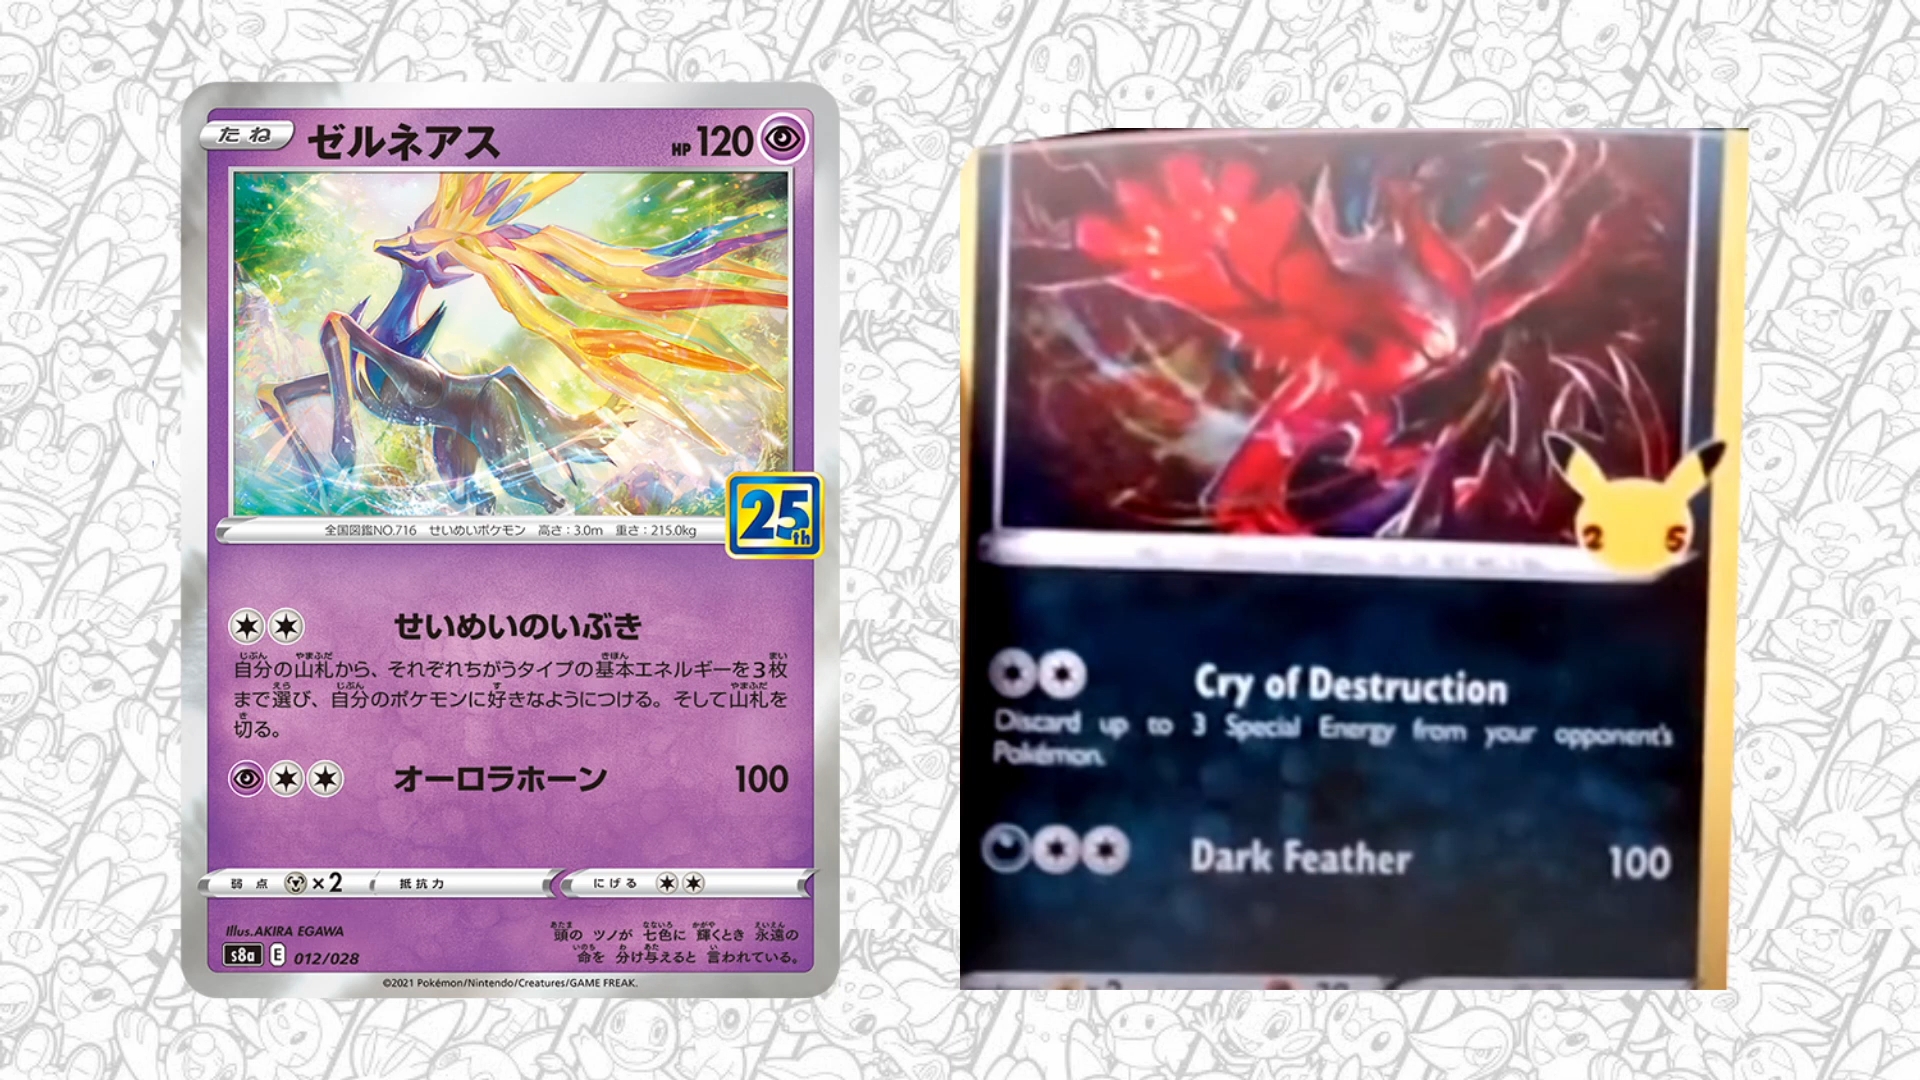 たね ゼルネアス HP 120
25th
全国図鑑NO.716 せいめいポケモン 高さ:3.0m 重さ:215.0kg
せいめいのいぶき
自分の山札から、それぞれちがうタイプの基本エネルギーを3枚
まで選び、自分のポケモンに好きなようにつける。そして山札を
切る。
オーロラホーン 100
弱点 ×2 抵抗力 にげる
Illus. AKIRA EGAWA
頭の ツノが 七色に 輝くとき 永遠の
命を 分け与えると 言われている。
s8a E 012/028
©2021 Pokémon/Nintendo/Creatures/GAME FREAK.
2 5
Cry of Destruction
Discard up to 3 Special Energy from your opponent's
Pokémon.
Dark Feather 100